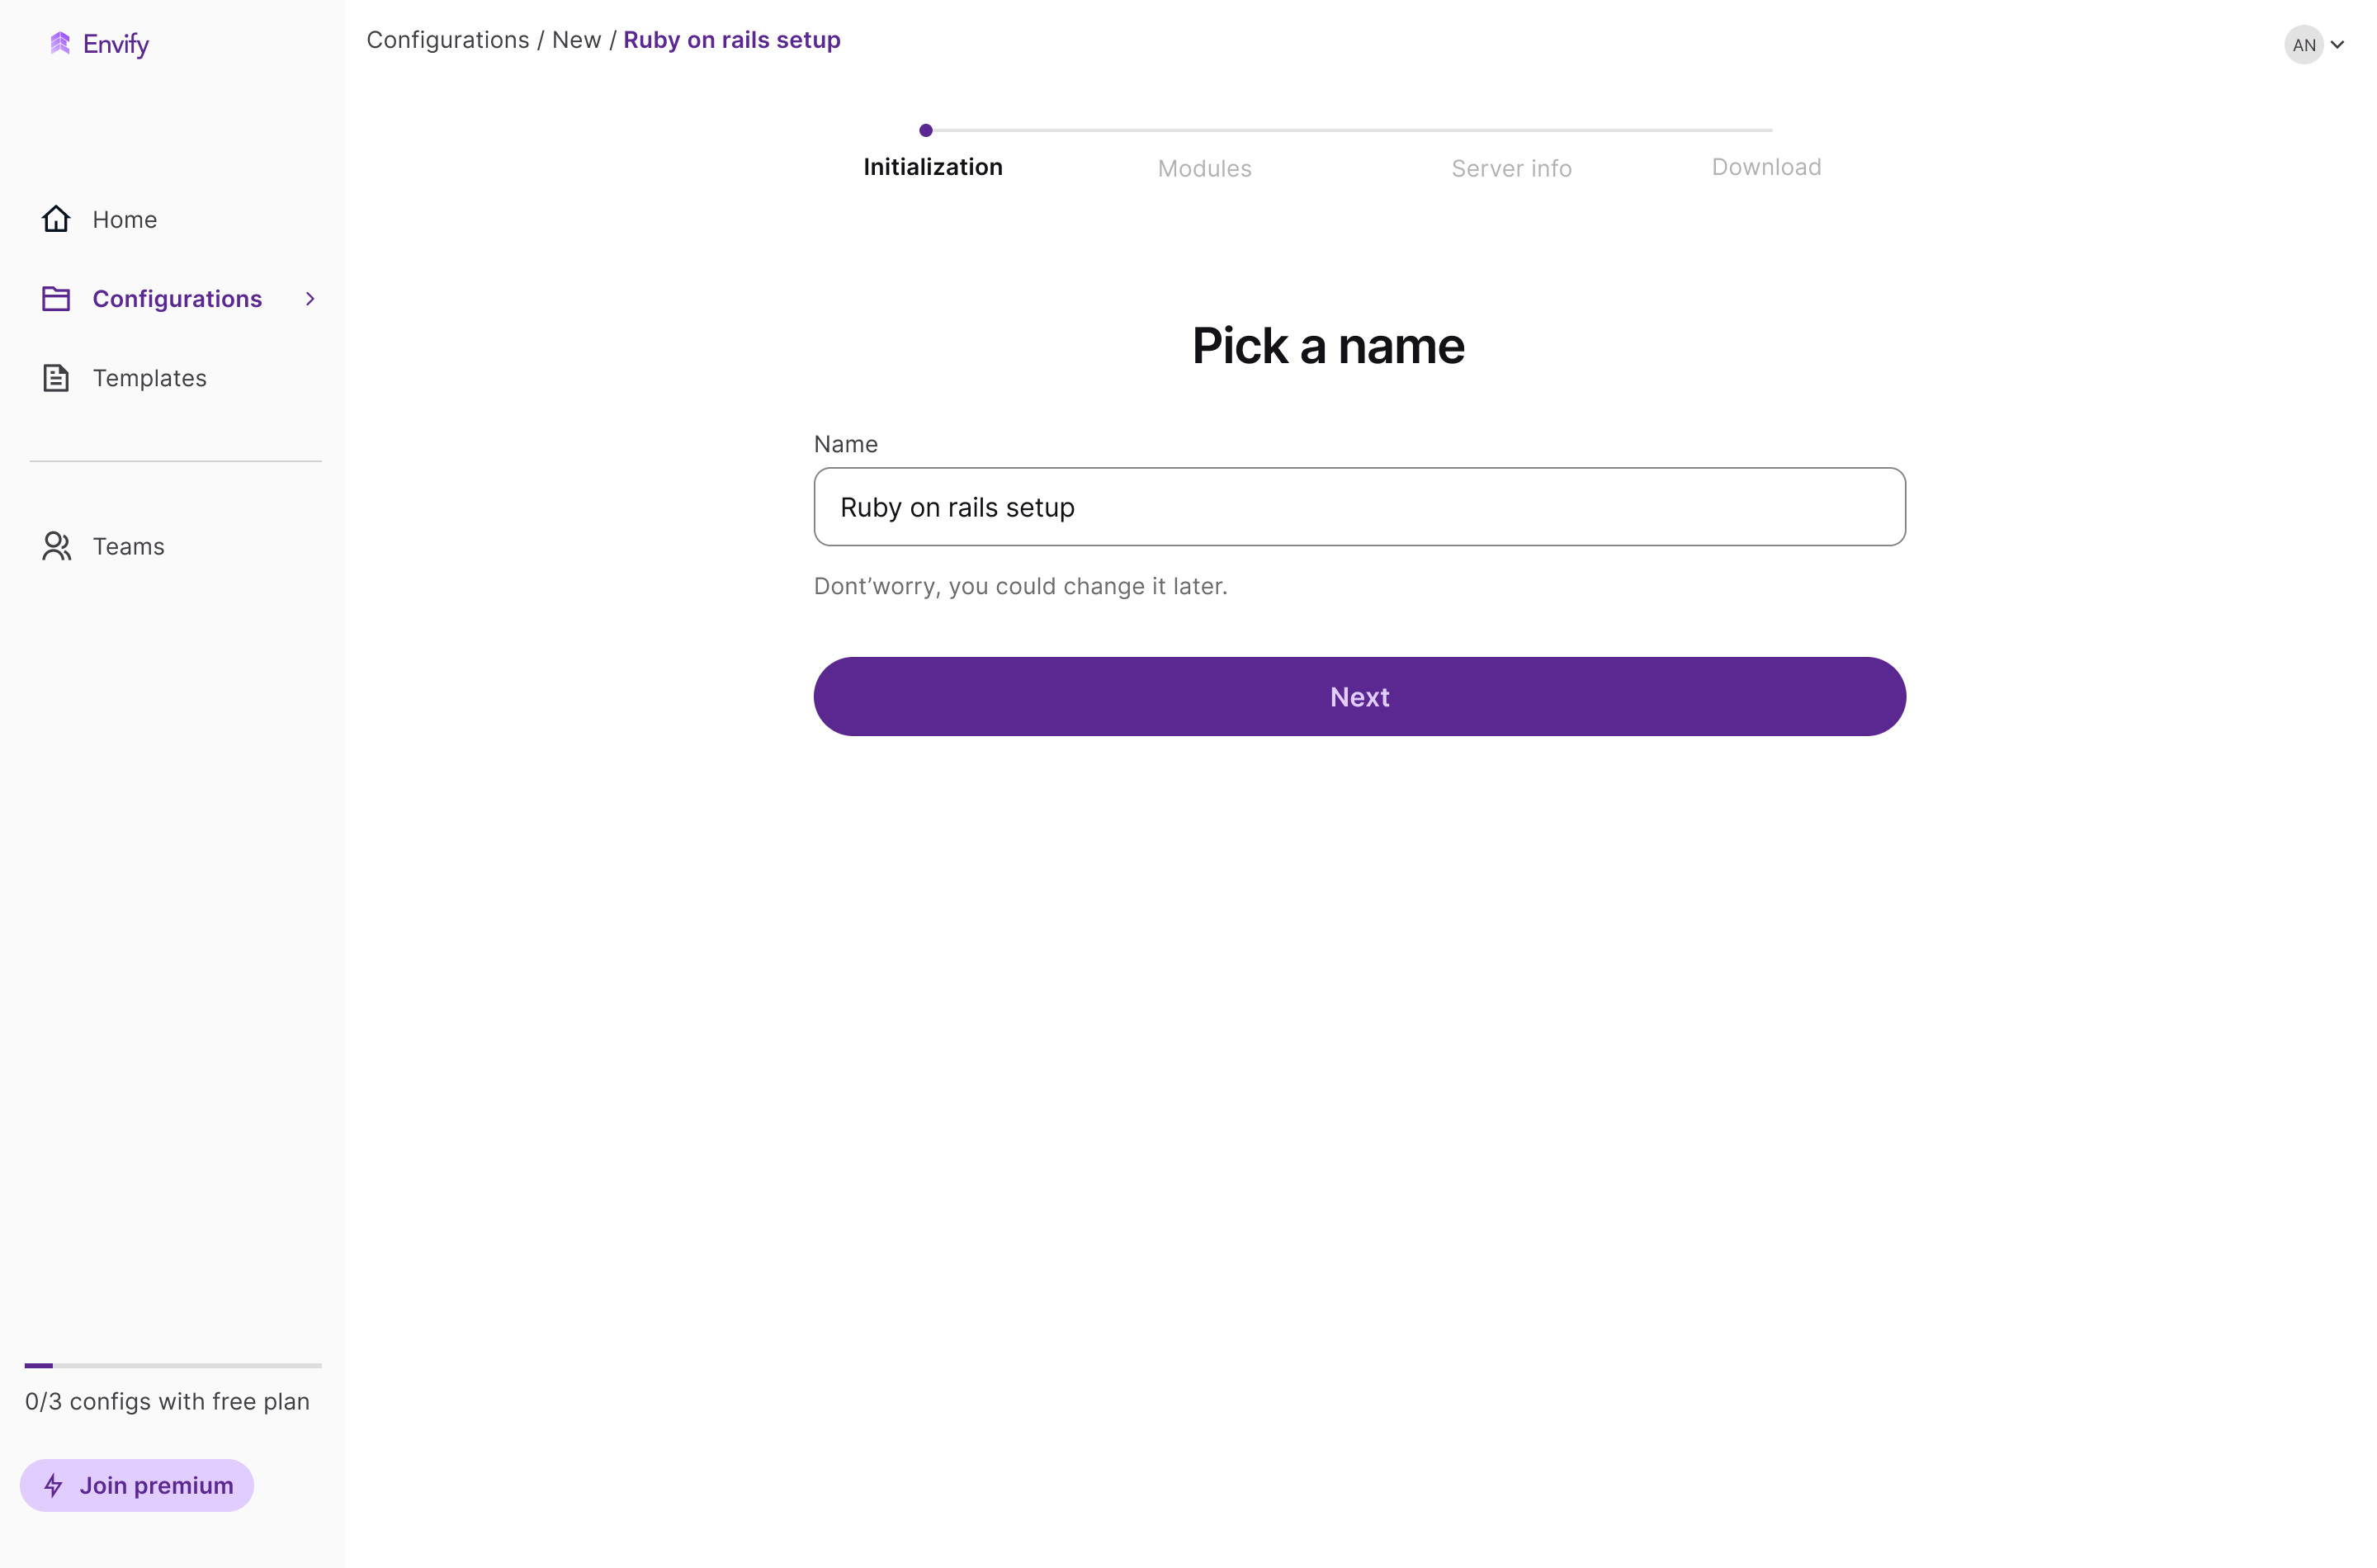 Envify
Configurations / New / Ruby on rails setup
AN
Initialization
Modules
Server info
Download
Home
Configurations
Templates
Teams
Pick a name
Name
Ruby on rails setup
Dont’worry, you could change it later.
Next
0/3 configs with free plan
Join premium